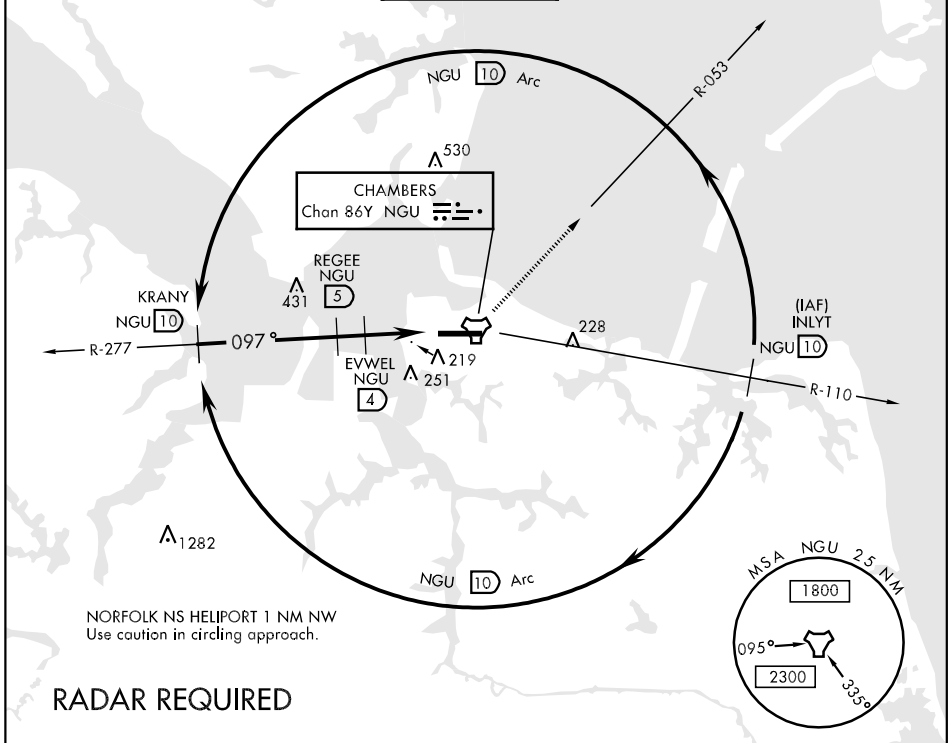 NGU 10 Arc
R-053
530
CHAMBERS
Chan 86Y NGU
REGEE
NGU
5
431
KRANY
NGU 10
R-277
097°
EVWEL
NGU
4
219
251
228
(IAF)
INLYT
NGU 10
R-110
1282
NGU 10 Arc
NORFOLK NS HELIPORT 1 NM NW
Use caution in circling approach.
RADAR REQUIRED
MSA NGU 25 NM
1800
095°
2300
335°